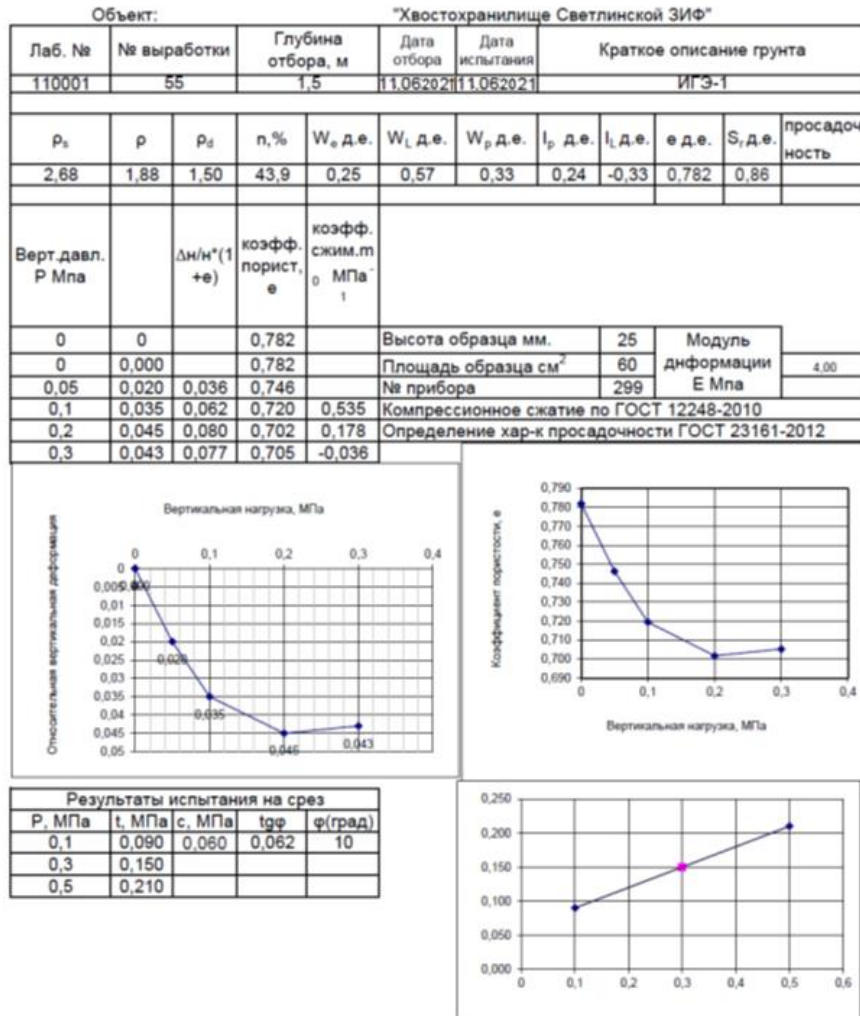 Объект: "Хвостохранилище Светлинской ЗИФ"
Лаб. № № выработки Глубина отбора, м Дата отбора Дата испытания Краткое описание грунта
110001 55 1,5 11.062021 11.062021 ИГЭ-1
ρs ρ ρd n,% We д.е. WL д.е. Wp д.е. Ip д.е. IL д.е. e д.е. Sr д.е. просадоч ность
2,68 1,88 1,50 43,9 0,25 0,57 0,33 0,24 -0,33 0,782 0,86
Верт.давл. Р Мпа Δн/н*(1+е) коэфф. порист, е коэфф. сжим.m0 МПа-1
0 0 0,782 Высота образца мм. 25 Модуль
0 0,000 0,782 Площадь образца см2 60 днформации 4,00
0,05 0,020 0,036 0,746 № прибора 299 Е Мпа
0,1 0,035 0,062 0,720 0,535 Компрессионное сжатие по ГОСТ 12248-2010
0,2 0,045 0,080 0,702 0,178 Определение хар-к просадочности ГОСТ 23161-2012
0,3 0,043 0,077 0,705 -0,036
Вертикальная нагрузка, МПа
0 0,1 0,2 0,3 0,4
Относительная вертикальная деформация
0
0,005
0,01
0,015
0,02
0,025
0,03
0,035
0,04
0,045
0,05
0,000
0,020
0,035
0,045
0,043
Коэффициент пористости, е
0,790
0,780
0,770
0,760
0,750
0,740
0,730
0,720
0,710
0,700
0,690
0 0,1 0,2 0,3 0,4
Вертикальная нагрузка, МПа
Результаты испытания на срез
Р, МПа t, МПа с, МПа tgφ φ(град)
0,1 0,090 0,060 0,062 10
0,3 0,150
0,5 0,210
0,250
0,200
0,150
0,100
0,050
0,000
0 0,1 0,2 0,3 0,4 0,5 0,6